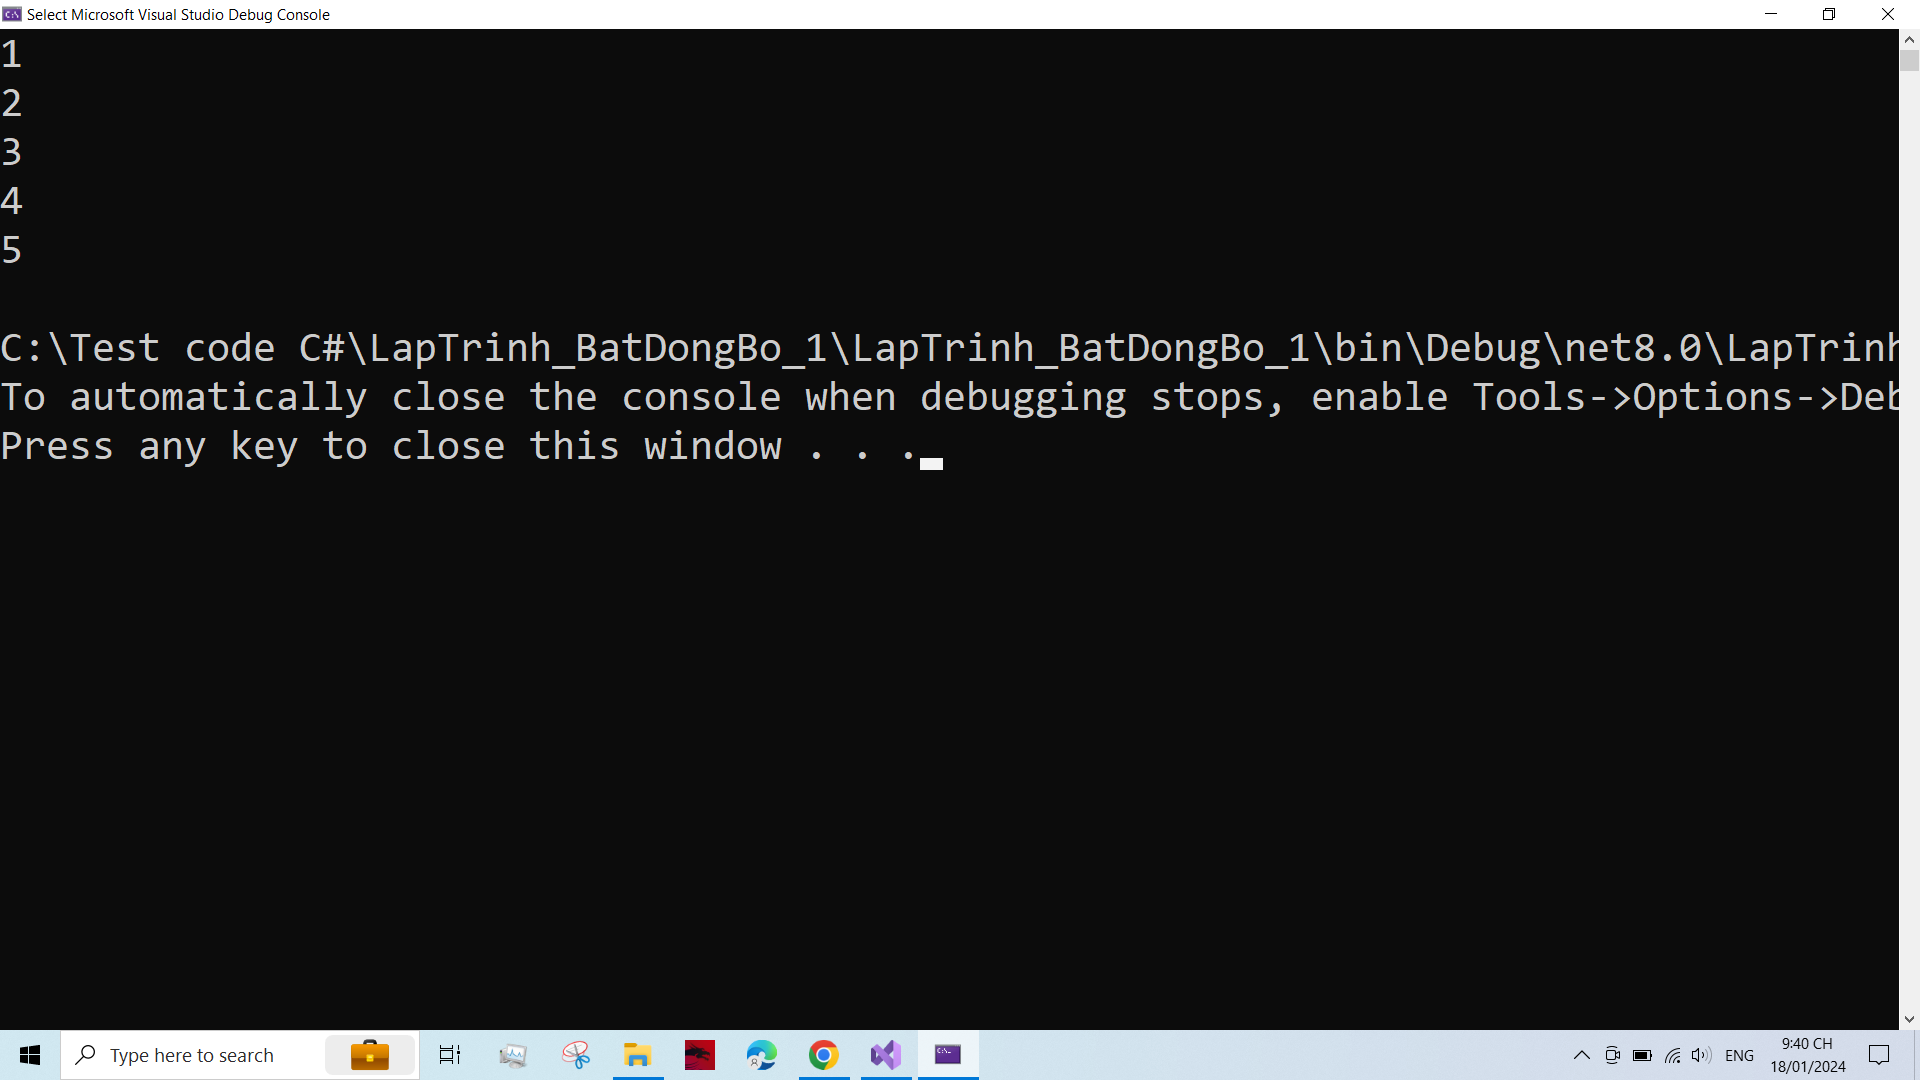 Select Microsoft Visual Studio Debug Console
1
2
3
4
5
C:\Test code C#\LapTrinh_BatDongBo_1\LapTrinh_BatDongBo_1\bin\Debug\net8.0\LapTrinh
To automatically close the console when debugging stops, enable Tools->Options->Deb
Press any key to close this window . . .
Type here to search
ENG
9:40 CH
18/01/2024